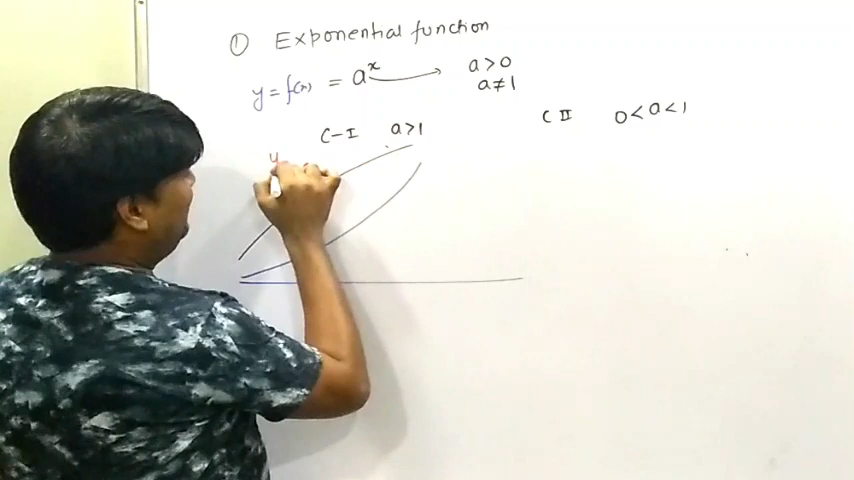 ① Exponential function
y = f(x) = aˣ → a > 0
a ≠ 1
C-I a > 1
C II 0 < a < 1
y